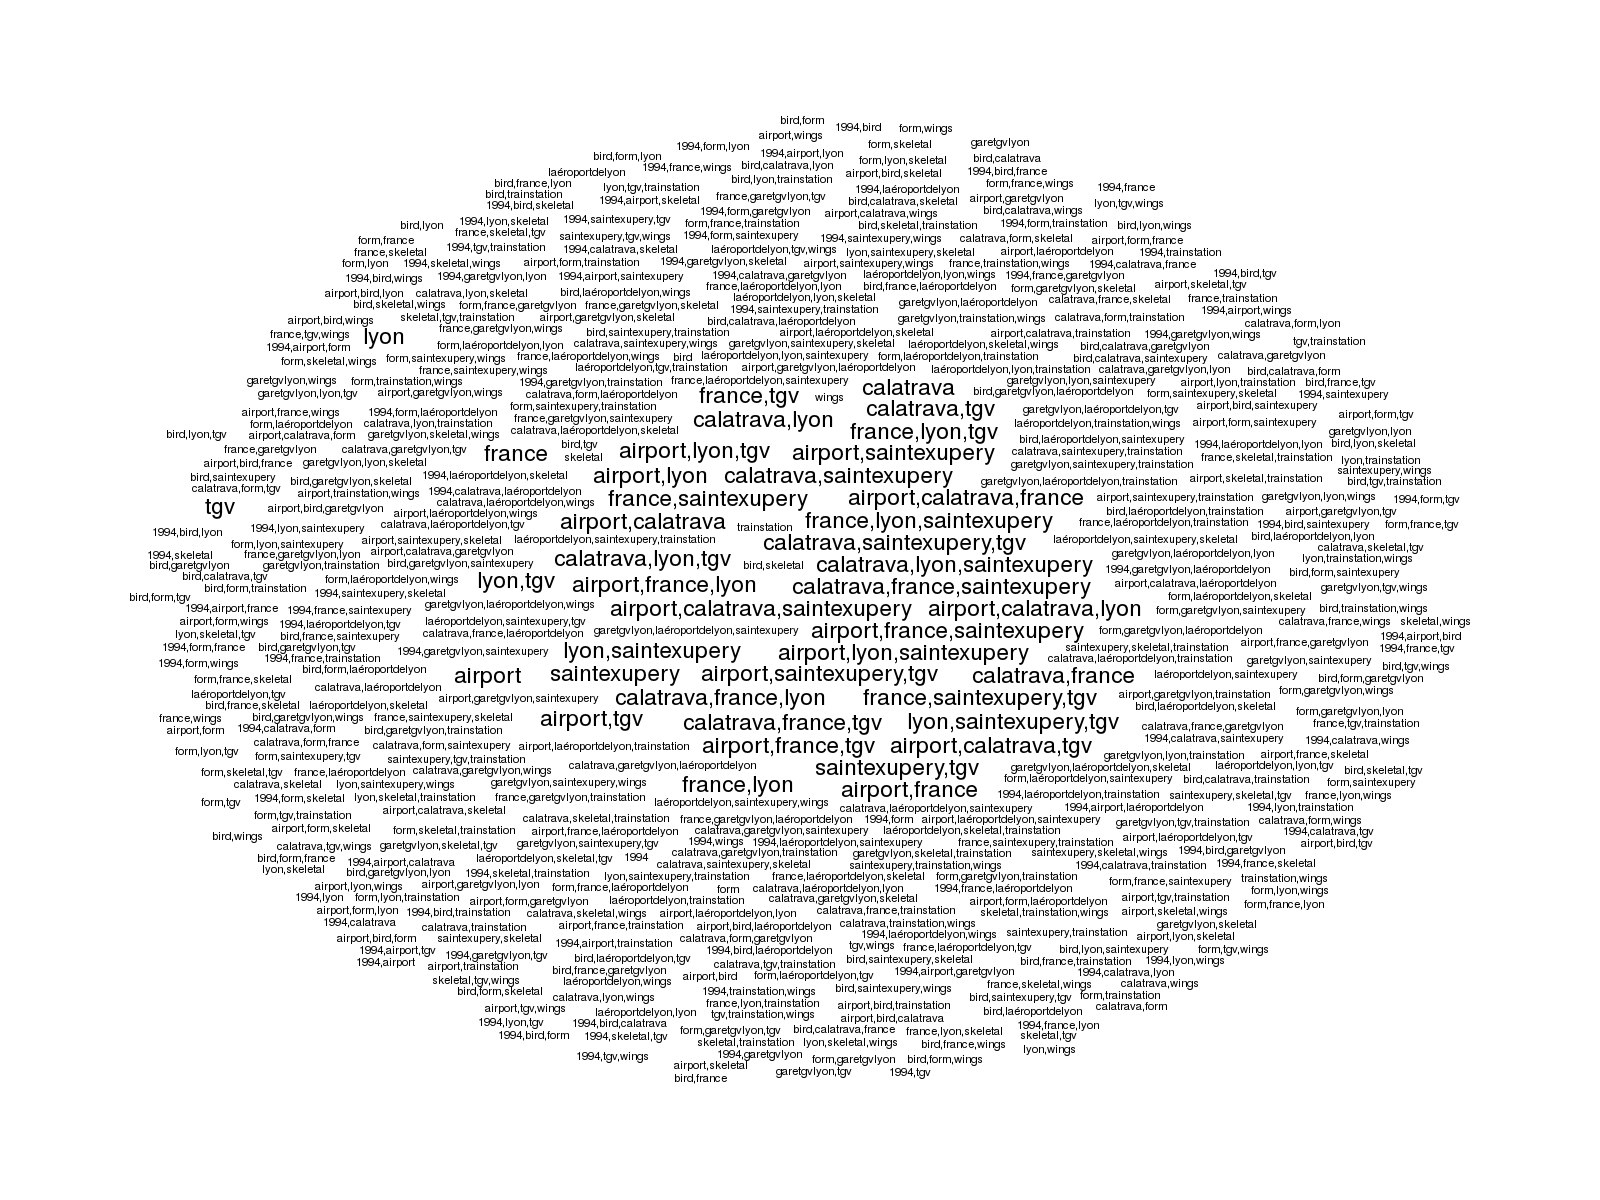 bird,form
1994,bird form,wings
airport,wings
1994,form,lyon form,skeletal garetgvlyon
bird,form,lyon 1994,airport,lyon form,lyon,skeletal bird,calatrava
laéroportdelyon 1994,france,wings bird,calatrava,lyon airport,bird,skeletal 1994,bird,france
bird,france,lyon lyon,tgv,trainstation bird,lyon,trainstation 1994,laéroportdelyon form,france,wings 1994,france
bird,trainstation 1994,airport,skeletal france,garetgvlyon,tgv bird,calatrava,skeletal airport,garetgvlyon lyon,tgv,wings
1994,bird,skeletal 1994,form,garetgvlyon airport,calatrava,wings bird,calatrava,wings
bird,lyon 1994,lyon,skeletal 1994,saintexupery,tgv form,france,trainstation bird,skeletal,trainstation 1994,form,trainstation bird,lyon,wings
france,skeletal,tgv saintexupery,tgv,wings 1994,form,saintexupery 1994,saintexupery,wings calatrava,form,skeletal airport,form,france
form,france 1994,tgv,trainstation 1994,calatrava,skeletal laéroportdelyon,tgv,wings lyon,saintexupery,skeletal airport,laéroportdelyon 1994,trainstation
france,skeletal
form,lyon 1994,skeletal,wings airport,form,trainstation 1994,garetgvlyon,skeletal airport,saintexupery,wings france,trainstation,wings 1994,calatrava,france
1994,bird,wings 1994,garetgvlyon,lyon 1994,airport,saintexupery 1994,calatrava,garetgvlyon laéroportdelyon,lyon,wings 1994,france,garetgvlyon 1994,bird,tgv
airport,bird,lyon calatrava,lyon,skeletal bird,laéroportdelyon,wings france,laéroportdelyon,lyon bird,france,laéroportdelyon form,garetgvlyon,skeletal airport,skeletal,tgv
bird,skeletal,wings form,france,garetgvlyon france,garetgvlyon,skeletal laéroportdelyon,lyon,skeletal garetgvlyon,laéroportdelyon calatrava,france,skeletal france,trainstation
1994,saintexupery,trainstation 1994,airport,wings
airport,bird,wings skeletal,tgv,trainstation airport,garetgvlyon,skeletal bird,calatrava,laéroportdelyon garetgvlyon,trainstation,wings calatrava,form,trainstation calatrava,form,lyon
france,tgv,wings lyon france,garetgvlyon,wings bird,saintexupery,trainstation airport,laéroportdelyon,skeletal airport,calatrava,trainstation 1994,garetgvlyon,wings
1994,airport,form form,laéroportdelyon,lyon calatrava,saintexupery,wings garetgvlyon,saintexupery,skeletal laéroportdelyon,skeletal,wings bird,calatrava,garetgvlyon tgv,trainstation
form,skeletal,wings form,saintexupery,wings france,laéroportdelyon,wings bird laéroportdelyon,lyon,saintexupery form,laéroportdelyon,trainstation bird,calatrava,saintexupery calatrava,garetgvlyon
france,saintexupery,wings laéroportdelyon,tgv,trainstation airport,garetgvlyon,laéroportdelyon laéroportdelyon,lyon,trainstation calatrava,garetgvlyon,lyon bird,calatrava,form
garetgvlyon,wings form,trainstation,wings 1994,garetgvlyon,trainstation france,laéroportdelyon,saintexupery calatrava garetgvlyon,lyon,saintexupery airport,lyon,trainstation bird,france,tgv
garetgvlyon,lyon,tgv airport,garetgvlyon,wings calatrava,form,laéroportdelyon france,tgv wings bird,garetgvlyon,laéroportdelyon form,saintexupery,skeletal 1994,saintexupery
airport,france,wings 1994,form,laéroportdelyon form,saintexupery,trainstation calatrava,tgv garetgvlyon,laéroportdelyon,tgv airport,bird,saintexupery airport,form,tgv
form,laéroportdelyon calatrava,lyon,trainstation france,garetgvlyon,saintexupery calatrava,lyon laéroportdelyon,trainstation,wings airport,form,saintexupery
bird,lyon,tgv airport,calatrava,form garetgvlyon,skeletal,wings calatrava,laéroportdelyon,skeletal france,lyon,tgv bird,laéroportdelyon,saintexupery 1994,laéroportdelyon,lyon garetgvlyon,lyon
france,garetgvlyon calatrava,garetgvlyon,tgv france bird,tgv airport,lyon,tgv airport,saintexupery calatrava,saintexupery,trainstation france,skeletal,trainstation bird,lyon,skeletal
airport,bird,france garetgvlyon,lyon,skeletal skeletal garetgvlyon,saintexupery,trainstation lyon,trainstation
bird,saintexupery bird,garetgvlyon,skeletal 1994,laéroportdelyon,skeletal airport,lyon calatrava,saintexupery garetgvlyon,laéroportdelyon,trainstation airport,skeletal,trainstation saintexupery,wings
calatrava,form,tgv airport,trainstation,wings 1994,calatrava,laéroportdelyon bird,tgv,trainstation
tgv airport,bird,garetgvlyon calatrava,laéroportdelyon,wings france,saintexupery airport,calatrava,france airport,saintexupery,trainstation garetgvlyon,lyon,wings 1994,form,tgv
airport,laéroportdelyon,wings bird,laéroportdelyon,trainstation airport,garetgvlyon,tgv
1994,bird,lyon 1994,lyon,saintexupery calatrava,laéroportdelyon,tgv airport,calatrava trainstation france,lyon,saintexupery france,laéroportdelyon,trainstation 1994,bird,saintexupery form,france,tgv
form,lyon,saintexupery airport,saintexupery,skeletal laéroportdelyon,saintexupery,trainstation calatrava,saintexupery,tgv laéroportdelyon,saintexupery,skeletal bird,laéroportdelyon,lyon
1994,skeletal france,garetgvlyon,lyon airport,calatrava,garetgvlyon calatrava,lyon,tgv garetgvlyon,laéroportdelyon,lyon calatrava,skeletal,tgv
bird,garetgvlyon garetgvlyon,trainstation bird,garetgvlyon,saintexupery bird,skeletal calatrava,lyon,saintexupery 1994,garetgvlyon,laéroportdelyon lyon,trainstation,wings
bird,calatrava,tgv form,laéroportdelyon,wings lyon,tgv airport,france,lyon calatrava,france,saintexupery airport,calatrava,laéroportdelyon bird,form,saintexupery
bird,form,trainstation 1994,saintexupery,skeletal garetgvlyon,tgv,wings
bird,form,tgv 1994,airport,france 1994,france,saintexupery garetgvlyon,laéroportdelyon,wings airport,calatrava,saintexupery airport,calatrava,lyon form,laéroportdelyon,skeletal form,garetgvlyon,saintexupery bird,trainstation,wings
airport,form,wings 1994,laéroportdelyon,tgv laéroportdelyon,saintexupery,tgv calatrava,france,wings skeletal,wings
lyon,skeletal,tgv bird,france,saintexupery calatrava,france,laéroportdelyon garetgvlyon,laéroportdelyon,saintexupery airport,france,saintexupery form,garetgvlyon,laéroportdelyon 1994,airport,bird
1994,form,france bird,garetgvlyon,tgv 1994,garetgvlyon,saintexupery lyon,saintexupery airport,lyon,saintexupery saintexupery,skeletal,trainstation airport,france,garetgvlyon 1994,france,tgv
1994,form,wings 1994,france,trainstation calatrava,laéroportdelyon,trainstation garetgvlyon,saintexupery bird,tgv,wings
form,france,skeletal bird,form,laéroportdelyon airport saintexupery airport,saintexupery,tgv calatrava,france laéroportdelyon,saintexupery bird,form,garetgvlyon
laéroportdelyon,tgv calatrava,laéroportdelyon airport,garetgvlyon,saintexupery calatrava,france,lyon france,saintexupery,tgv airport,garetgvlyon,trainstation form,garetgvlyon,wings
bird,france,skeletal laéroportdelyon,skeletal bird,laéroportdelyon,skeletal
france,wings bird,garetgvlyon,wings france,saintexupery,skeletal airport,tgv calatrava,france,tgv lyon,saintexupery,tgv calatrava,france,garetgvlyon form,garetgvlyon,lyon
airport,form 1994,calatrava,form bird,garetgvlyon,trainstation france,tgv,trainstation
form,lyon,tgv calatrava,form,france calatrava,form,saintexupery airport,laéroportdelyon,trainstation airport,france,tgv airport,calatrava,tgv 1994,calatrava,saintexupery 1994,calatrava,wings
form,saintexupery,tgv saintexupery,tgv,trainstation garetgvlyon,lyon,trainstation airport,france,skeletal
form,skeletal,tgv france,laéroportdelyon calatrava,garetgvlyon,wings calatrava,garetgvlyon,laéroportdelyon saintexupery,tgv garetgvlyon,laéroportdelyon,skeletal laéroportdelyon,lyon,tgv bird,skeletal,tgv
calatrava,skeletal lyon,saintexupery,wings garetgvlyon,saintexupery,wings france,lyon airport,france form,laéroportdelyon,saintexupery bird,calatrava,trainstation form,saintexupery
form,tgv 1994,form,skeletal lyon,skeletal,trainstation france,garetgvlyon,trainstation laéroportdelyon,saintexupery,wings 1994,laéroportdelyon,trainstation saintexupery,skeletal,tgv france,lyon,wings
form,tgv,trainstation airport,calatrava,skeletal calatrava,skeletal,trainstation france,garetgvlyon,laéroportdelyon calatrava,laéroportdelyon,saintexupery 1994,airport,laéroportdelyon 1994,lyon,trainstation
1994,form airport,laéroportdelyon,saintexupery garetgvlyon,tgv,trainstation calatrava,form,wings
bird,wings airport,form,skeletal form,skeletal,trainstation airport,france,laéroportdelyon calatrava,garetgvlyon,saintexupery laéroportdelyon,skeletal,trainstation airport,laéroportdelyon,tgv 1994,calatrava,tgv
calatrava,tgv,wings garetgvlyon,skeletal,tgv garetgvlyon,saintexupery,tgv 1994,wings 1994,laéroportdelyon,saintexupery france,saintexupery,trainstation airport,bird,tgv
bird,form,france 1994,airport,calatrava laéroportdelyon,skeletal,tgv 1994 calatrava,garetgvlyon,trainstation garetgvlyon,skeletal,trainstation saintexupery,skeletal,wings 1994,bird,garetgvlyon
lyon,skeletal bird,garetgvlyon,lyon 1994,skeletal,trainstation calatrava,saintexupery,skeletal saintexupery,trainstation,wings 1994,calatrava,trainstation 1994,france,skeletal
airport,lyon,wings airport,garetgvlyon,lyon lyon,saintexupery,trainstation france,laéroportdelyon,skeletal form,garetgvlyon,trainstation form,france,saintexupery trainstation,wings
1994,lyon form,lyon,trainstation form,france,laéroportdelyon form calatrava,laéroportdelyon,lyon 1994,france,laéroportdelyon form,lyon,wings
airport,form,lyon 1994,bird,trainstation airport,form,garetgvlyon laéroportdelyon,trainstation calatrava,garetgvlyon,skeletal airport,form,laéroportdelyon airport,tgv,trainstation form,france,lyon
1994,calatrava calatrava,skeletal,wings airport,laéroportdelyon,lyon calatrava,france,trainstation skeletal,trainstation,wings airport,skeletal,wings
calatrava,trainstation airport,france,trainstation airport,bird,laéroportdelyon calatrava,trainstation,wings garetgvlyon,skeletal
airport,bird,form saintexupery,skeletal 1994,airport,trainstation calatrava,form,garetgvlyon 1994,laéroportdelyon,wings saintexupery,trainstation airport,lyon,skeletal
1994,airport,tgv 1994,garetgvlyon,tgv bird,laéroportdelyon,tgv 1994,bird,laéroportdelyon tgv,wings france,laéroportdelyon,tgv bird,lyon,saintexupery form,tgv,wings
1994,airport airport,trainstation bird,france,garetgvlyon calatrava,tgv,trainstation bird,saintexupery,skeletal bird,france,trainstation 1994,lyon,wings
skeletal,tgv,wings laéroportdelyon,wings airport,bird form,laéroportdelyon,tgv 1994,airport,garetgvlyon 1994,calatrava,lyon
bird,form,skeletal calatrava,lyon,wings 1994,trainstation,wings bird,saintexupery,wings france,skeletal,wings calatrava,wings
airport,tgv,wings laéroportdelyon,lyon france,lyon,trainstation airport,bird,trainstation bird,saintexupery,tgv form,trainstation
1994,lyon,tgv 1994,bird,calatrava tgv,trainstation,wings airport,bird,calatrava bird,laéroportdelyon calatrava,form
1994,bird,form 1994,skeletal,tgv form,garetgvlyon,tgv bird,calatrava,france france,lyon,skeletal 1994,france,lyon
skeletal,trainstation lyon,skeletal,wings bird,france,wings skeletal,tgv
1994,tgv,wings 1994,garetgvlyon form,garetgvlyon bird,form,wings lyon,wings
airport,skeletal garetgvlyon,tgv 1994,tgv
bird,france